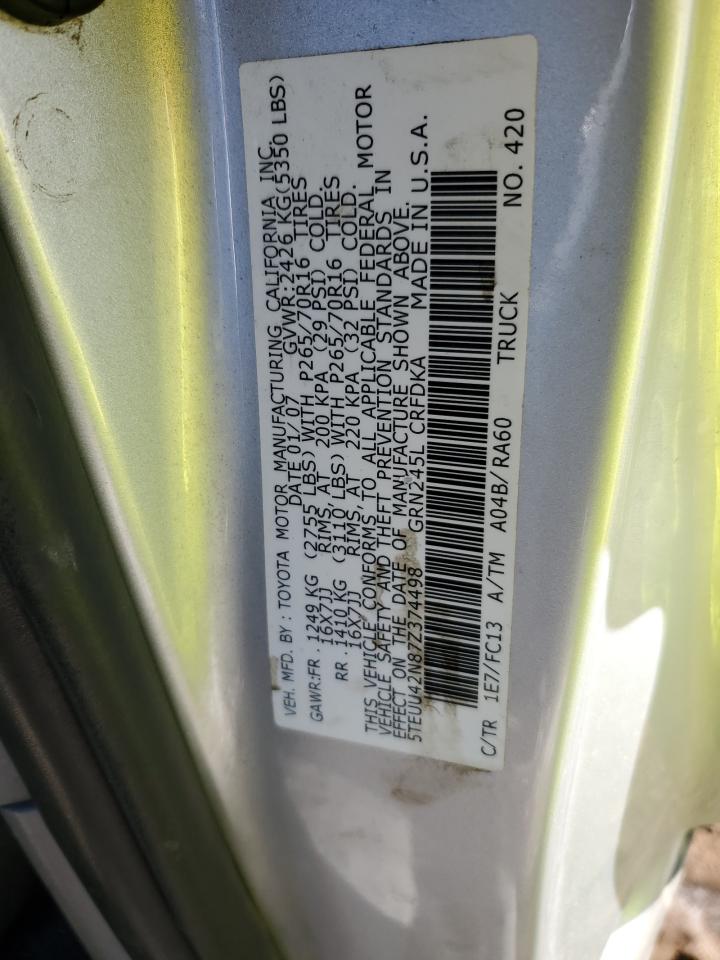 VEH. MFD. BY: TOYOTA MOTOR MANUFACTURING CALIFORNIA INC.
DATE 01/07 GVWR:2426 KG(5350 LBS)
GAWR:FR. 1249 KG (2755 LBS) WITH P265/70R16 TIRES
16X7JJ RIMS, AT 200 KPA (29 PSI) COLD.
RR. 1410 KG (3110 LBS) WITH P265/70R16 TIRES
16X7JJ RIMS, AT 220 KPA (32 PSI) COLD.
THIS VEHICLE CONFORMS TO ALL APPLICABLE FEDERAL MOTOR
VEHICLE SAFETY AND THEFT PREVENTION STANDARDS IN
EFFECT ON THE DATE OF MANUFACTURE SHOWN ABOVE.
5TEUU42N87Z374498 GRN245L CRFDKA MADE IN U.S.A.
C/TR 1E7/FC13 A/TM A04B/RA60 TRUCK NO. 420